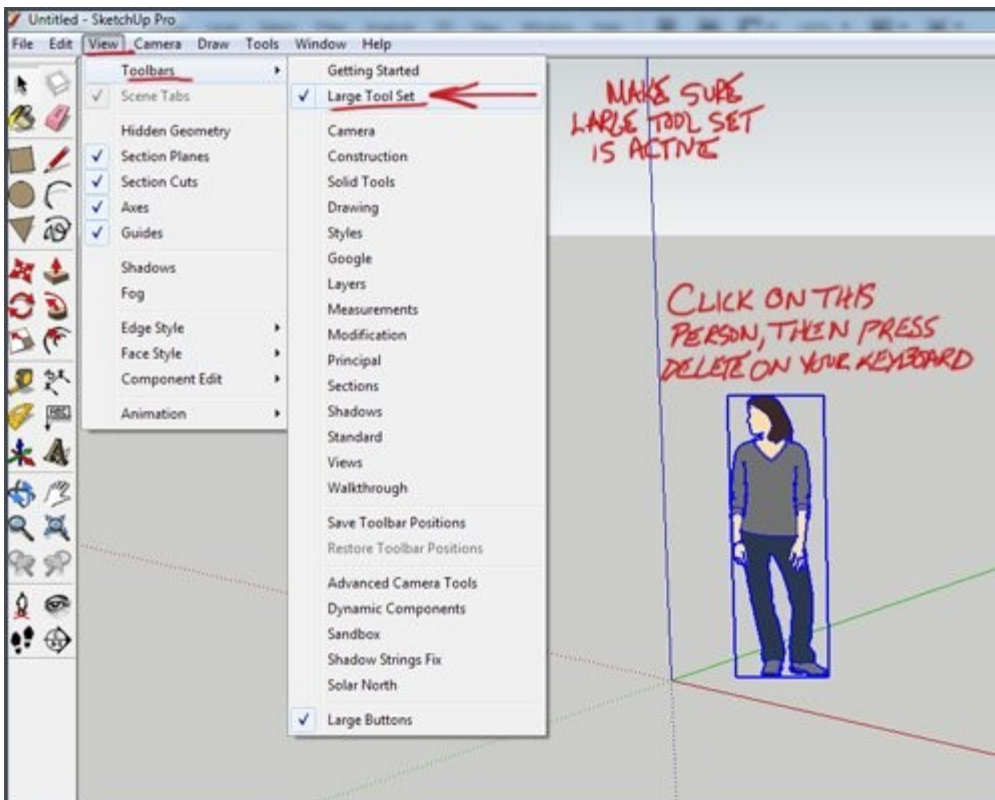 Untitled - SketchUp Pro
File Edit View Camera Draw Tools Window Help
Toolbars
Scene Tabs
Hidden Geometry
Section Planes
Section Cuts
Axes
Guides
Shadows
Fog
Edge Style
Face Style
Component Edit
Animation
Getting Started
Large Tool Set
Camera
Construction
Solid Tools
Drawing
Styles
Google
Layers
Measurements
Modification
Principal
Sections
Shadows
Standard
Views
Walkthrough
Save Toolbar Positions
Restore Toolbar Positions
Advanced Camera Tools
Dynamic Components
Sandbox
Shadow Strings Fix
Solar North
Large Buttons
MAKE SURE
LARGE TOOL SET
IS ACTIVE
CLICK ON THIS
PERSON, THEN PRESS
DELETE ON YOUR KEYBOARD